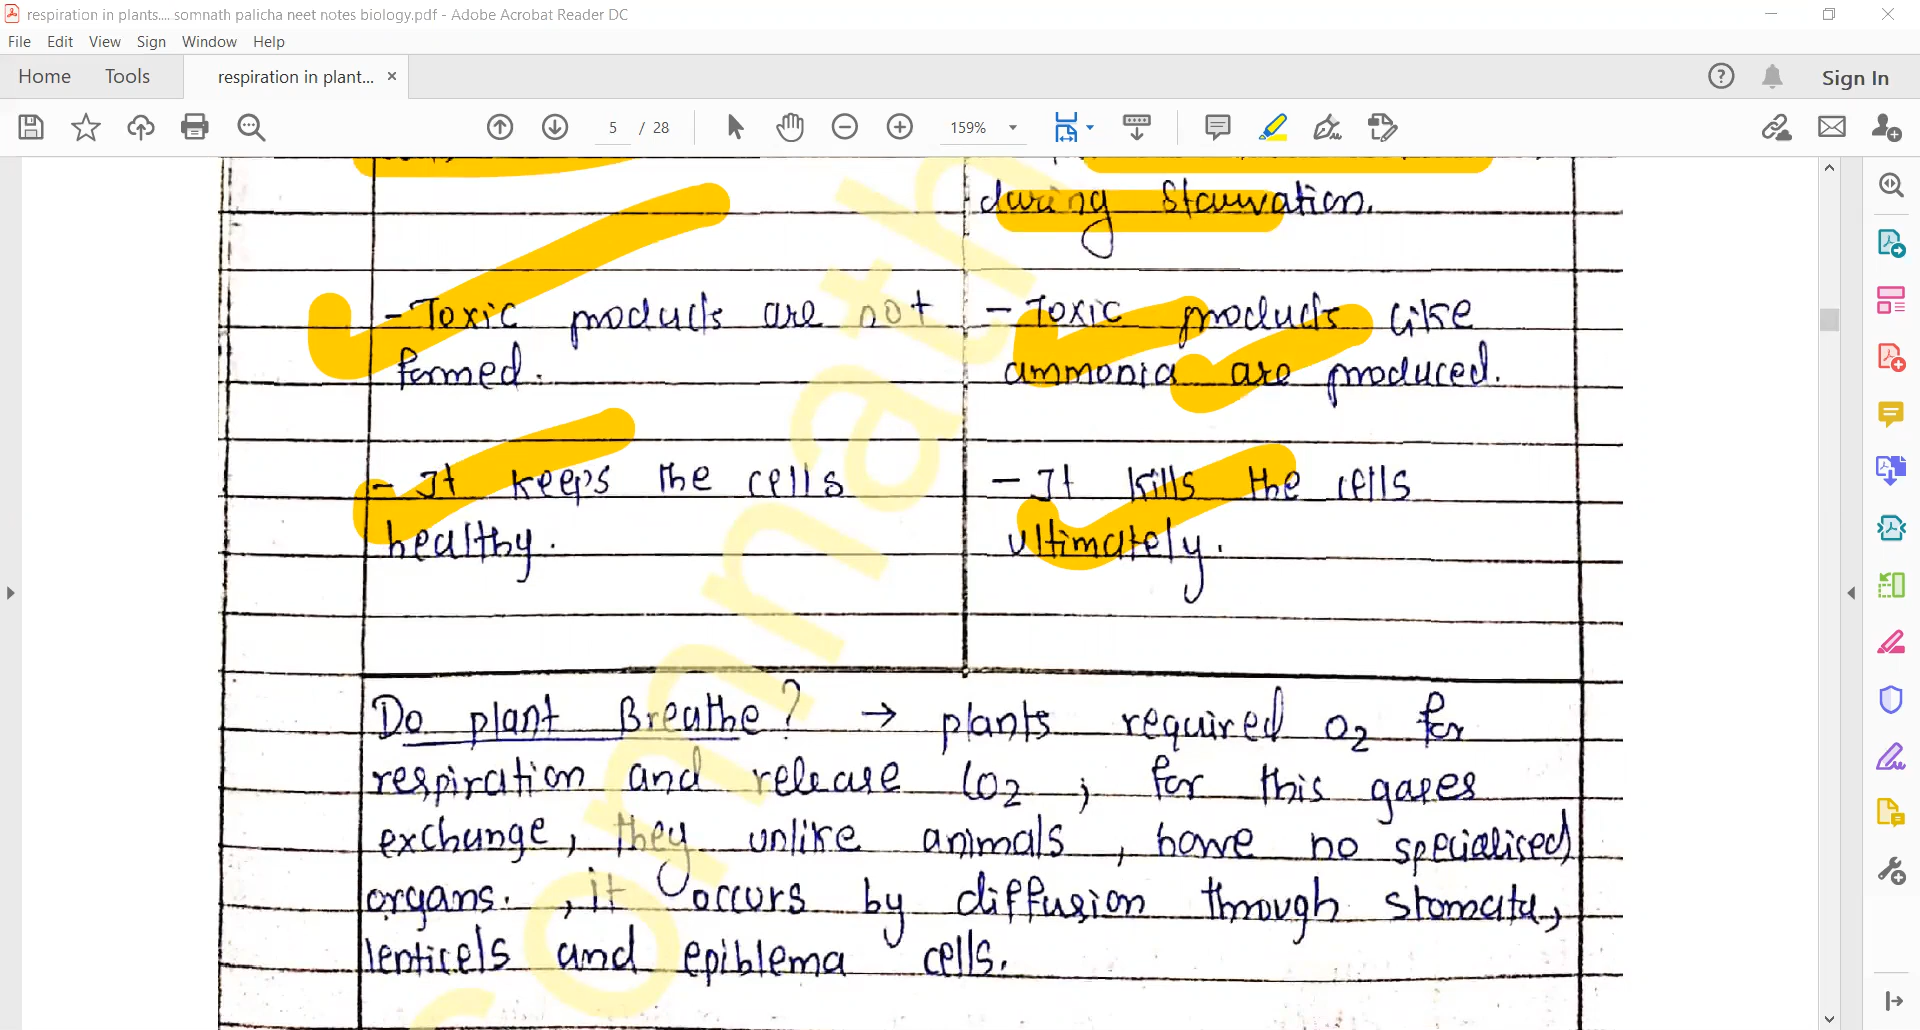 respiration in plants.... somnath palicha neet notes biology.pdf - Adobe Acrobat Reader DC
File Edit View Sign Window Help
Home Tools respiration in plant... × Sign In
5 / 28 159%
during Starvation.
- Toxic products are not
formed.
- Toxic products like
ammonia are produced.
- It keeps the cells
healthy.
- It kills the cells
ultimately.
Do plant Breathe? → plants required O2 for
respiration and release CO2, for this gases
exchange, they unlike animals, have no specialised
organs. , it occurs by diffusion through stomata,
lenticels and epiblema cells.
somnath